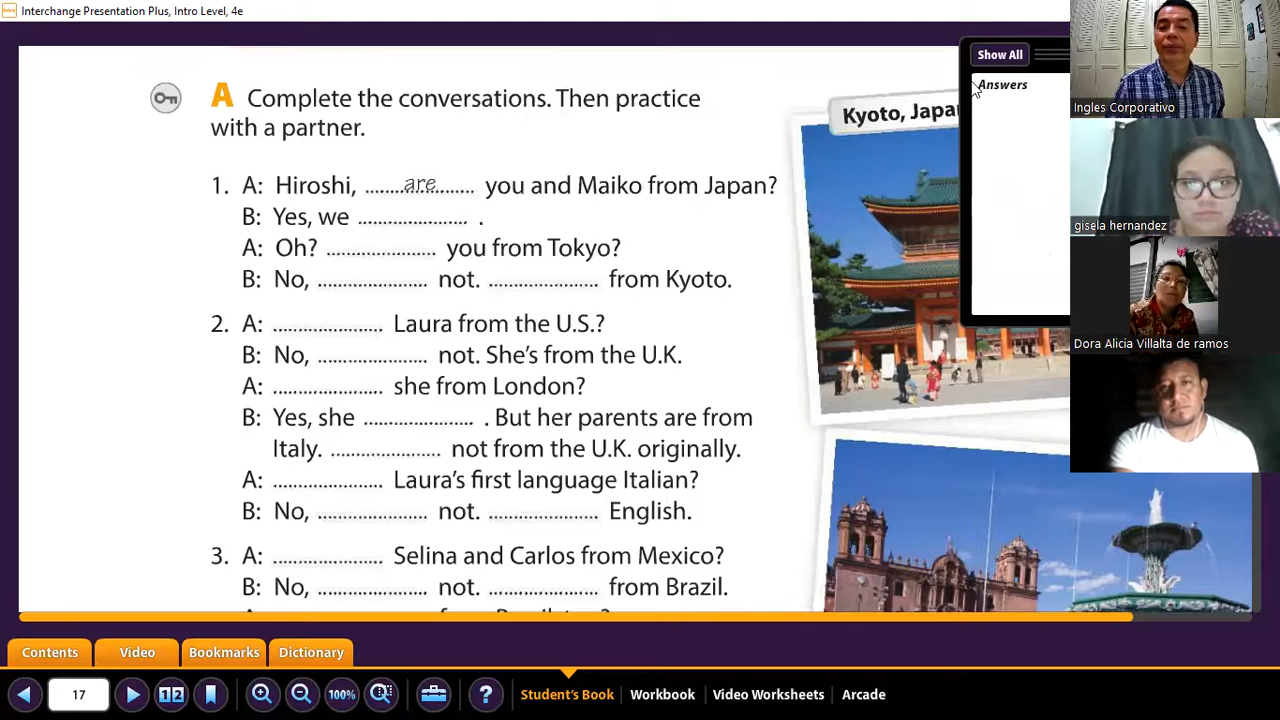 Interchange Presentation Plus, Intro Level, 4e
A Complete the conversations. Then practice
with a partner.
1. A: Hiroshi, ........are........ you and Maiko from Japan?
B: Yes, we ...................... .
A: Oh? ...................... you from Tokyo?
B: No, ...................... not. ...................... from Kyoto.
2. A: ...................... Laura from the U.S.?
B: No, ...................... not. She's from the U.K.
A: ...................... she from London?
B: Yes, she ...................... . But her parents are from
Italy. ...................... not from the U.K. originally.
A: ...................... Laura's first language Italian?
B: No, ...................... not. ...................... English.
3. A: ...................... Selina and Carlos from Mexico?
B: No, ...................... not. ...................... from Brazil.
Kyoto, Japan
Show All
Answers
Ingles Corporativo
gisela hernandez
Dora Alicia Villalta de ramos
Contents Video Bookmarks Dictionary
17 1 2 100% ? Student's Book Workbook Video Worksheets Arcade